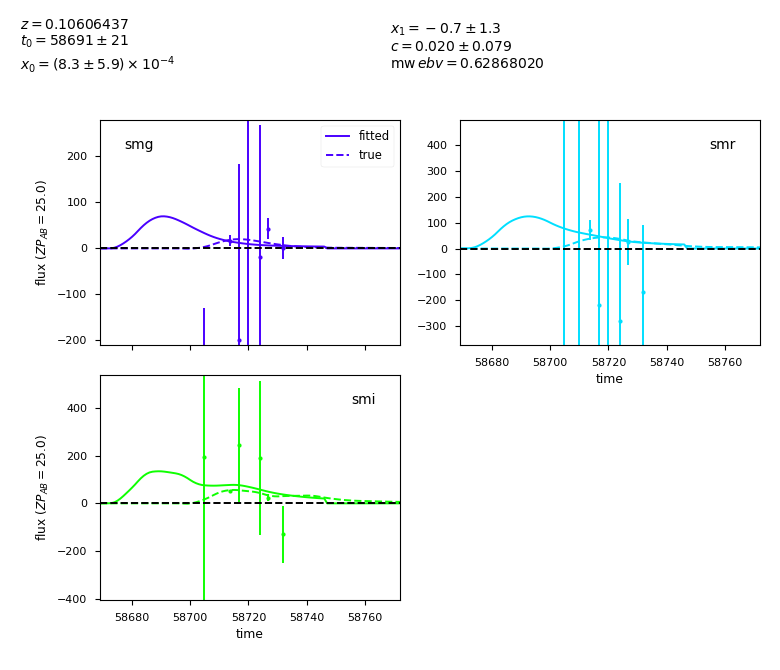 z = 0.10606437
t₀ = 58691 ± 21
x₀ = (8.3 ± 5.9) × 10⁻⁴
x₁ = −0.7 ± 1.3
c = 0.020 ± 0.079
mw ebv = 0.62868020
smg
fitted
true
200
100
0
−100
−200
flux (ZP_AB = 25.0)
smr
400
300
200
100
0
−100
−200
−300
58680 58700 58720 58740 58760
time
smi
400
200
0
−200
−400
flux (ZP_AB = 25.0)
58680 58700 58720 58740 58760
time